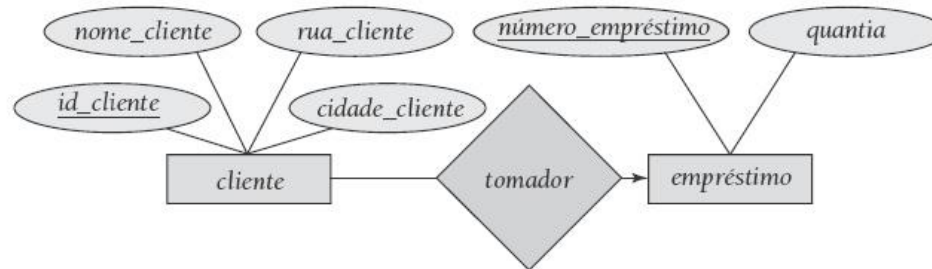 nome_cliente rua_cliente número_empréstimo quantia
id_cliente cidade_cliente
cliente tomador empréstimo